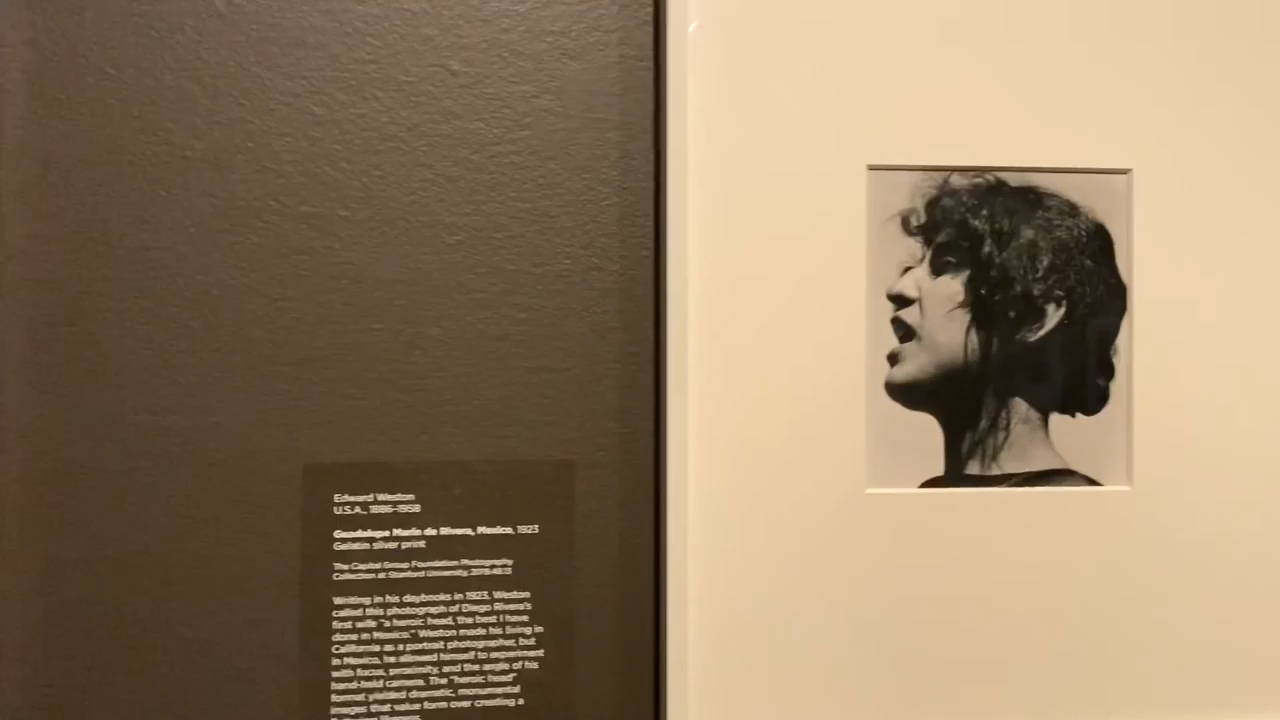 Edward Weston
U.S.A., 1886–1958
Guadalupe Marín de Rivera, Mexico, 1923
Gelatin silver print
The Capital Group Foundation Photography
Collection at Stanford University, 2019.48.13
Writing in his daybooks in 1923, Weston
called this photograph of Diego Rivera's
first wife "a heroic head, the best I have
done in Mexico." Weston made his living in
California as a portrait photographer, but
in Mexico, he allowed himself to experiment
with focus, proximity, and the angle of his
hand-held camera. The "heroic head"
format yielded dramatic, monumental
images that value form over creating a